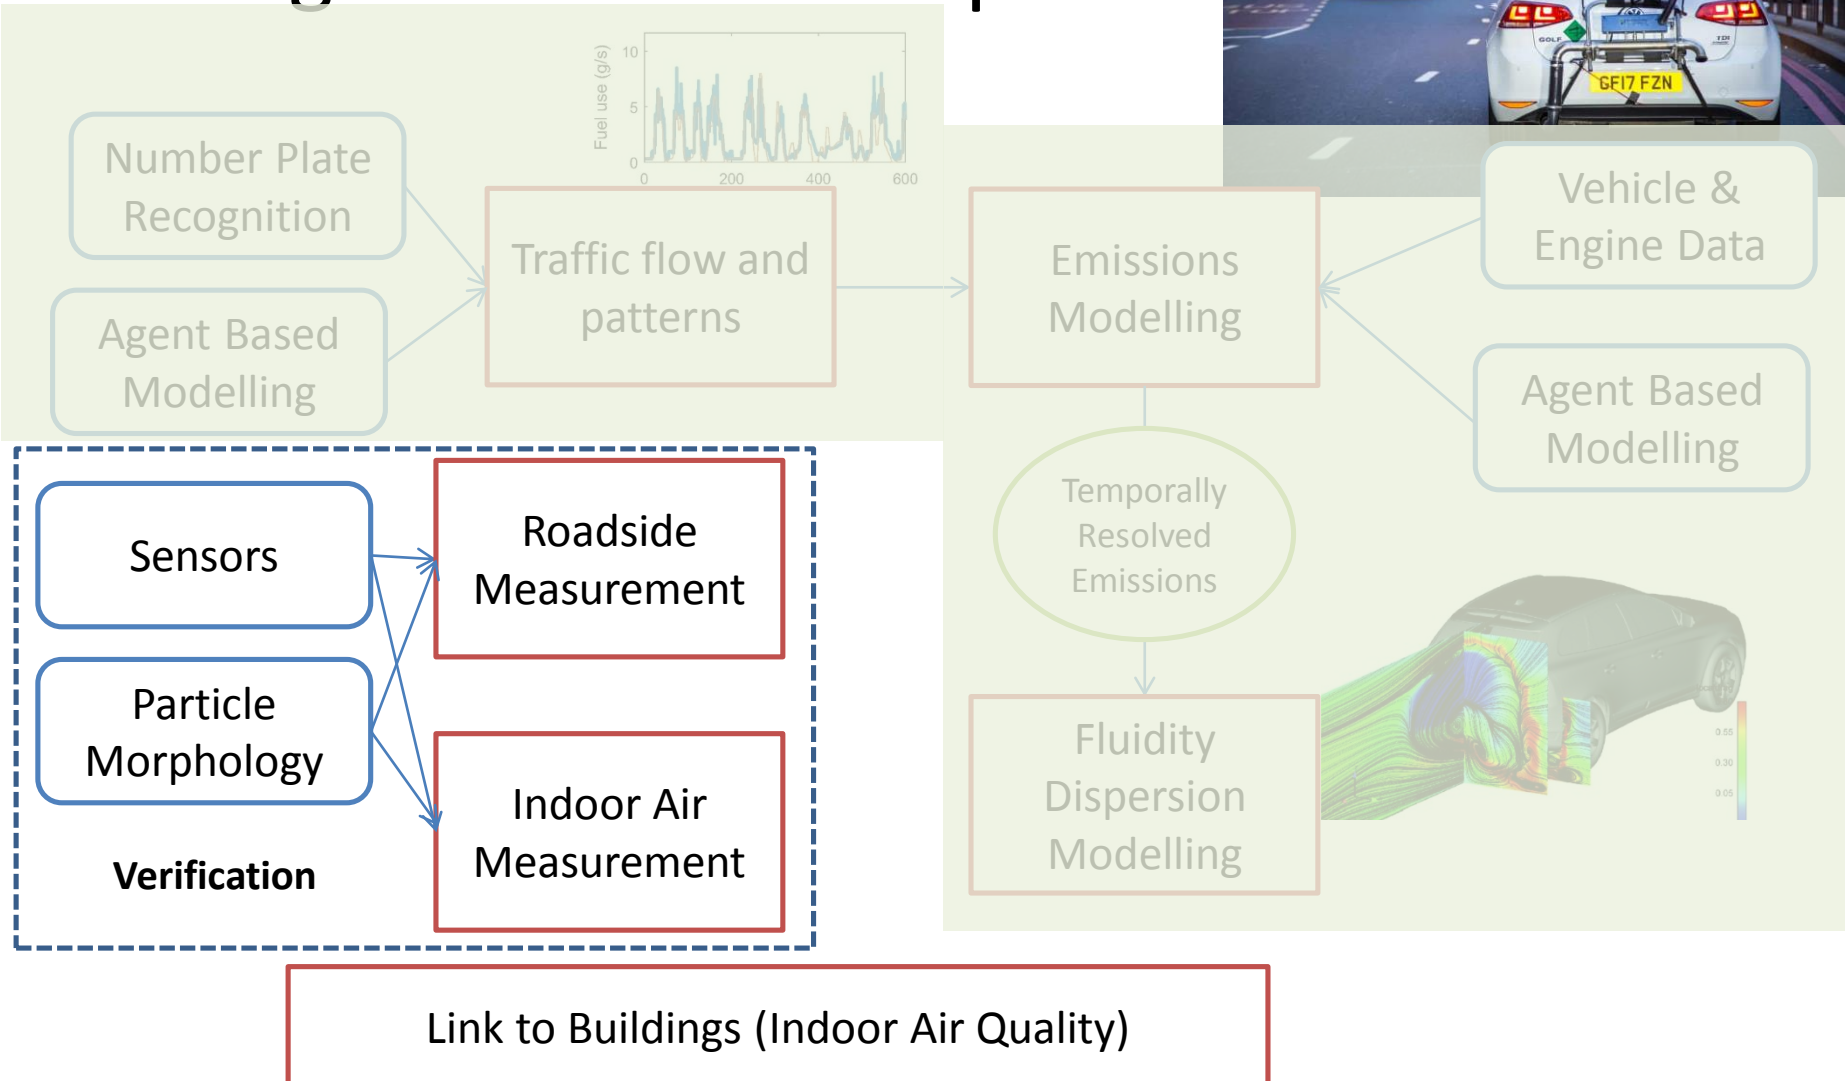 10
5
0
Fuel use (g/s)
0 200 400 600
GOLF
TDI
GF17 FZN
Number Plate
Recognition
Agent Based
Modelling
Traffic flow and
patterns
Emissions
Modelling
Vehicle &
Engine Data
Agent Based
Modelling
Temporally
Resolved
Emissions
Fluidity
Dispersion
Modelling
0.55
0.30
0.05
Sensors
Particle
Morphology
Verification
Roadside
Measurement
Indoor Air
Measurement
Link to Buildings (Indoor Air Quality)